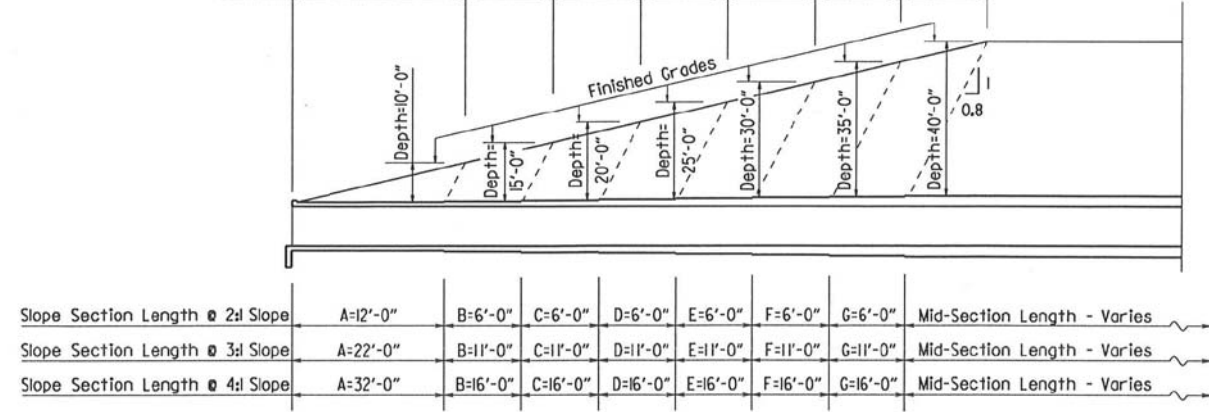 Finished Grades
Depth=10'-0"
Depth=
15'-0"
Depth=
20'-0"
Depth=
25'-0"
Depth=30'-0"
Depth=35'-0"
Depth=40'-0"
1
0.8
Slope Section Length @ 2:1 Slope A=12'-0" B=6'-0" C=6'-0" D=6'-0" E=6'-0" F=6'-0" G=6'-0" Mid-Section Length - Varies
Slope Section Length @ 3:1 Slope A=22'-0" B=11'-0" C=11'-0" D=11'-0" E=11'-0" F=11'-0" G=11'-0" Mid-Section Length - Varies
Slope Section Length @ 4:1 Slope A=32'-0" B=16'-0" C=16'-0" D=16'-0" E=16'-0" F=16'-0" G=16'-0" Mid-Section Length - Varies